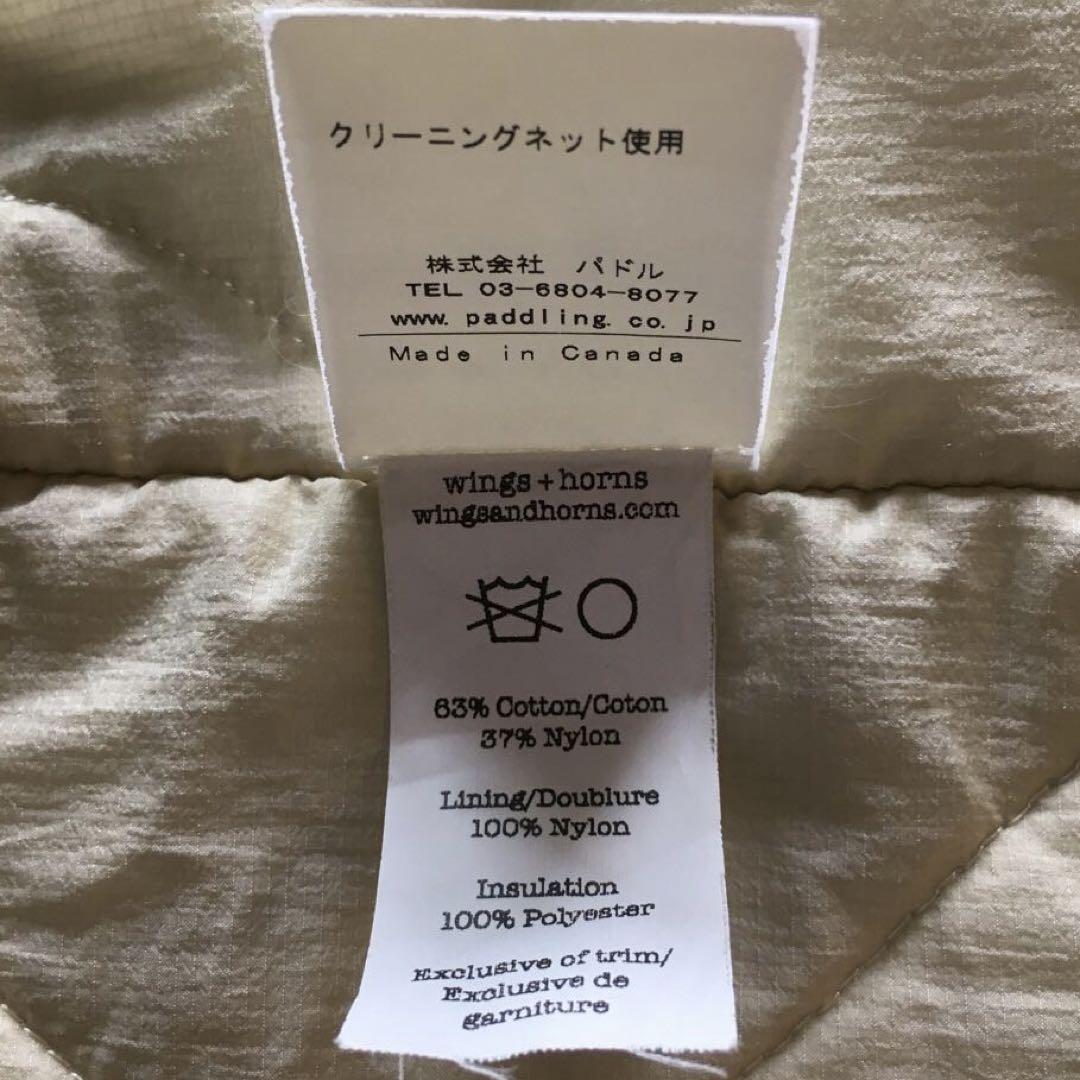 クリーニングネット使用
株式会社 パドル
TEL 03-6804-8077
www.paddling.co.jp
Made in Canada
wings+horns
wingsandhorns.com
63% Cotton/Coton
37% Nylon
Lining/Doublure
100% Nylon
Insulation
100% Polyester
Exclusive of trim/
Exclusive de
garniture